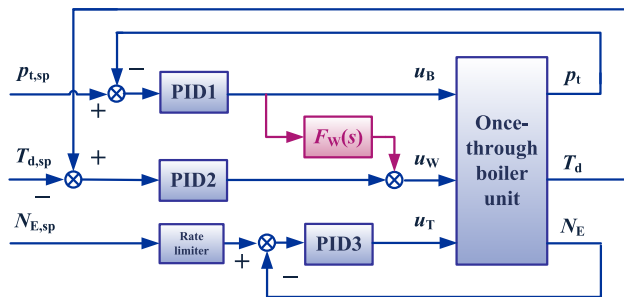 −
p_t,sp
+
PID1
u_B
p_t
F_W(s)
Once-
through
boiler
unit
T_d,sp
−
+
PID2
u_W
T_d
N_E,sp
Rate
limiter
+
−
PID3
u_T
N_E